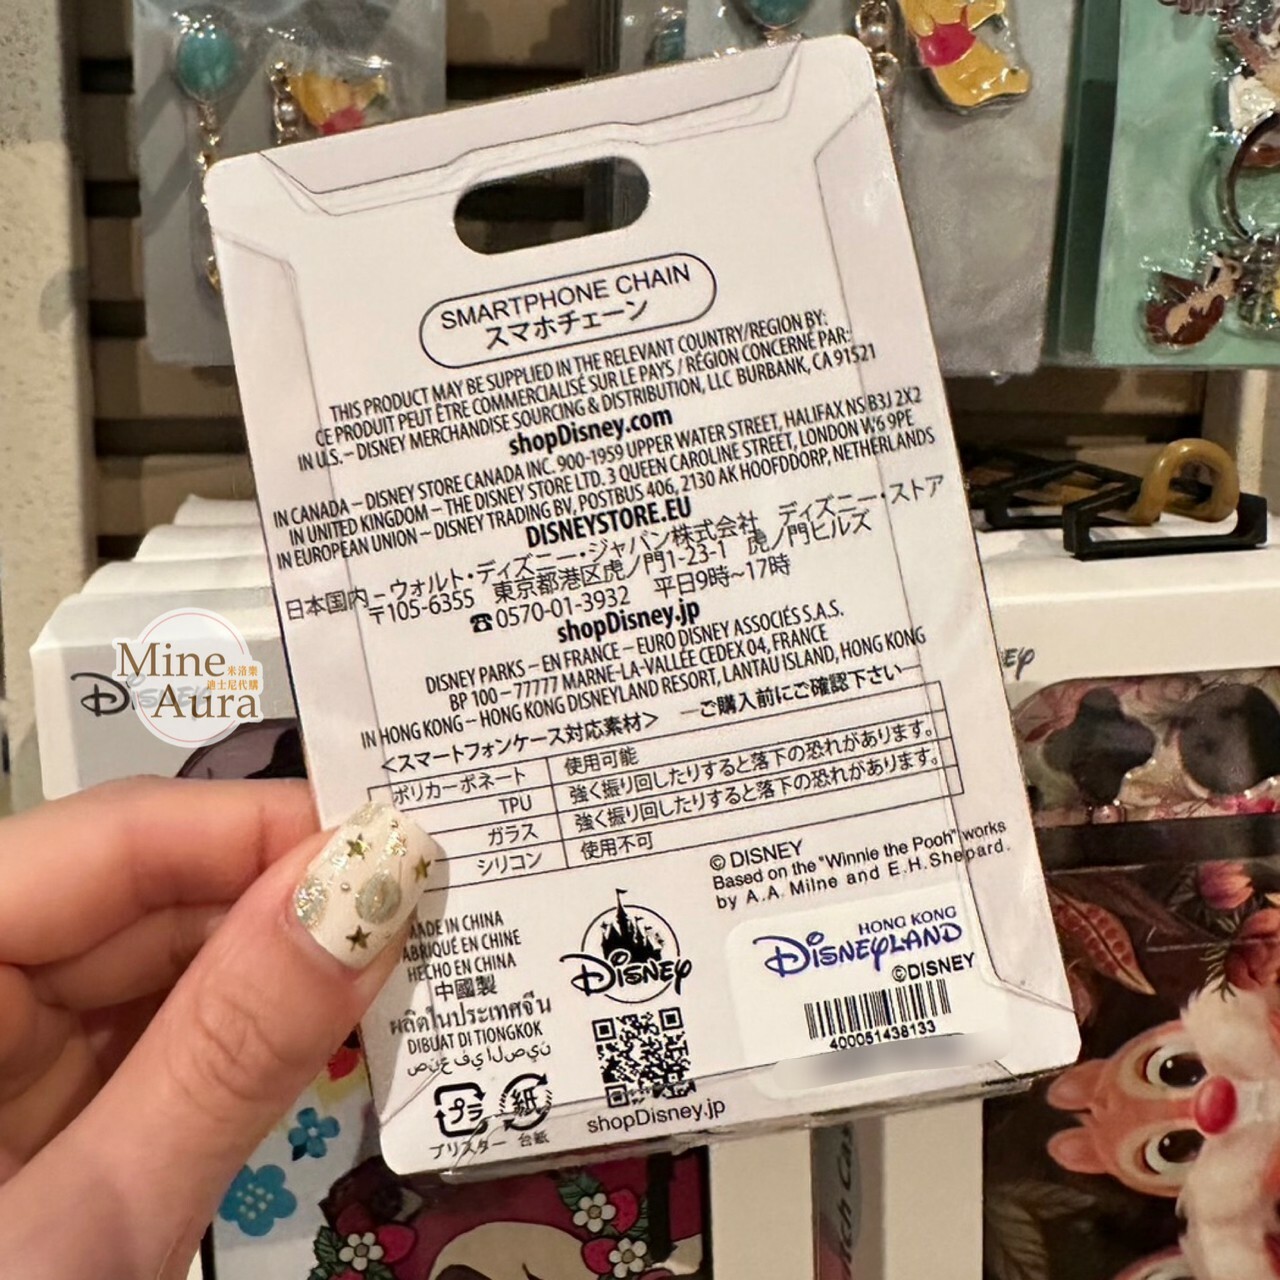 SMARTPHONE CHAIN
スマホチェーン
THIS PRODUCT MAY BE SUPPLIED IN THE RELEVANT COUNTRY/REGION BY:
CE PRODUIT PEUT ÊTRE COMMERCIALISÉ SUR LE PAYS / RÉGION CONCERNÉ PAR:
IN U.S. – DISNEY MERCHANDISE SOURCING & DISTRIBUTION, LLC BURBANK, CA 91521
shopDisney.com
IN CANADA – DISNEY STORE CANADA INC. 900-1959 UPPER WATER STREET, HALIFAX NS B3J 2X2
IN UNITED KINGDOM – THE DISNEY STORE LTD. 3 QUEEN CAROLINE STREET, LONDON W6 9PE
IN EUROPEAN UNION – DISNEY TRADING BV, POSTBUS 406, 2130 AK HOOFDDORP, NETHERLANDS
DISNEYSTORE.EU
日本国内 – ウォルト・ディズニー・ジャパン株式会社 ディズニー・ストア
〒105-6355 東京都港区虎ノ門1-23-1 虎ノ門ヒルズ
☎0570-01-3932 平日9時~17時
shopDisney.jp
DISNEY PARKS – EN FRANCE – EURO DISNEY ASSOCIÉS S.A.S.
BP 100 – 77777 MARNE-LA-VALLÉE CEDEX 04, FRANCE
IN HONG KONG – HONG KONG DISNEYLAND RESORT, LANTAU ISLAND, HONG KONG
<スマートフォンケース対応素材> ―ご購入前にご確認下さい―
ポリカーボネート 使用可能
TPU 強く振り回したりすると落下の恐れがあります。
ガラス 強く振り回したりすると落下の恐れがあります。
シリコン 使用不可
© DISNEY
Based on the "Winnie the Pooh" works
by A.A. Milne and E.H. Shepard.
MADE IN CHINA
FABRIQUÉ EN CHINE
HECHO EN CHINA
中國製
ผลิตในประเทศจีน
DIBUAT DI TIONGKOK
صنع في الصين
Disney
HONG KONG
DISNEYLAND
©DISNEY
400051438133
プラ
ブリスター
紙
台紙
shopDisney.jp
Mine
Aura
米洛樂
迪士尼代購
Disney